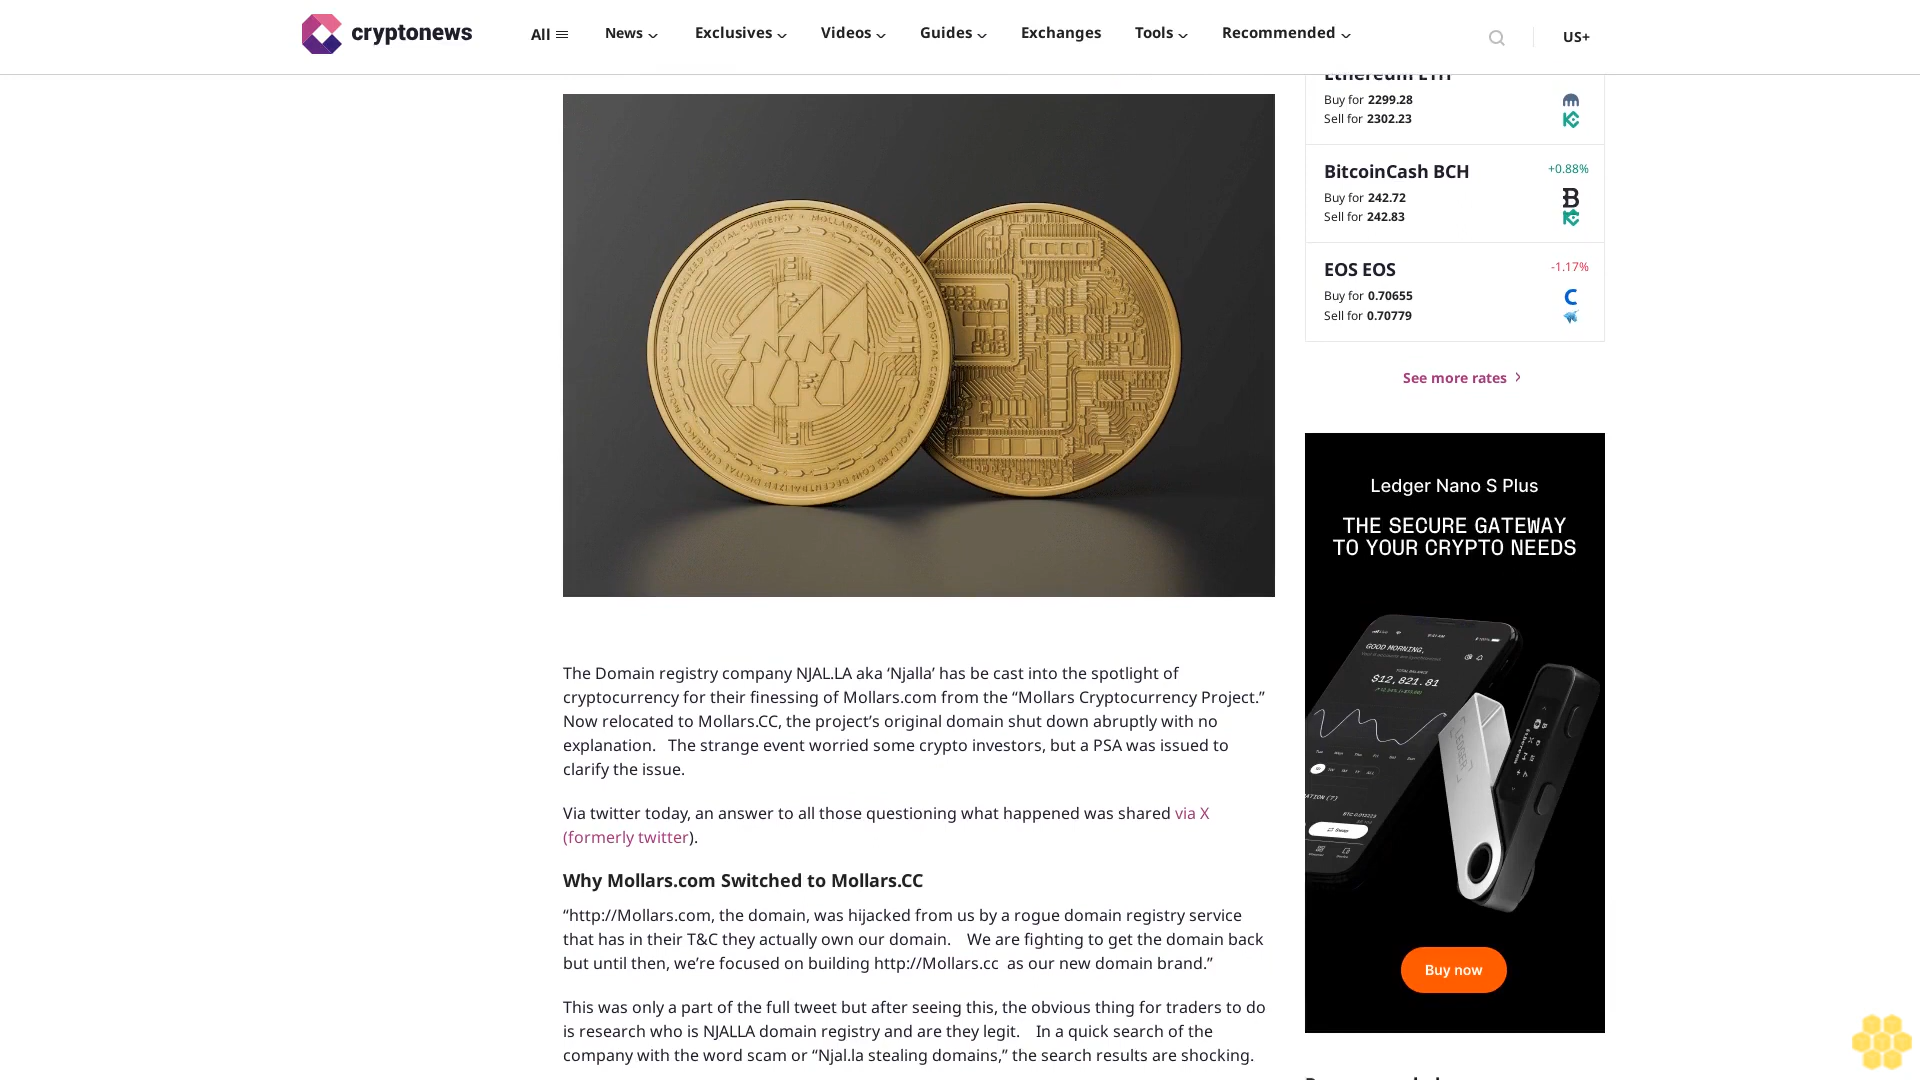 cryptonews
All
News
Exclusives
Videos
Guides
Exchanges
Tools
Recommended
US+
Ethereum ETH
Buy for 2299.28
Sell for 2302.23
BitcoinCash BCH
+0.88%
Buy for 242.72
Sell for 242.83
EOS EOS
-1.17%
Buy for 0.70655
Sell for 0.70779
See more rates
Ledger Nano S Plus
THE SECURE GATEWAY
TO YOUR CRYPTO NEEDS
GOOD MORNING,
TOTAL BALANCE
$12,821.81
LEDGER
Swap
Buy now
MOLLARS COIN DECENTRALIZED DIGITAL CURRENCY
The Domain registry company NJAL.LA aka ‘Njalla’ has be cast into the spotlight of
cryptocurrency for their finessing of Mollars.com from the “Mollars Cryptocurrency Project.”
Now relocated to Mollars.CC, the project’s original domain shut down abruptly with no
explanation.   The strange event worried some crypto investors, but a PSA was issued to
clarify the issue.
Via twitter today, an answer to all those questioning what happened was shared via X
(formerly twitter).
Why Mollars.com Switched to Mollars.CC
“http://Mollars.com, the domain, was hijacked from us by a rogue domain registry service
that has in their T&C they actually own our domain.    We are fighting to get the domain back
but until then, we’re focused on building http://Mollars.cc  as our new domain brand.”
This was only a part of the full tweet but after seeing this, the obvious thing for traders to do
is research who is NJALLA domain registry and are they legit.    In a quick search of the
company with the word scam or “Njal.la stealing domains,” the search results are shocking.